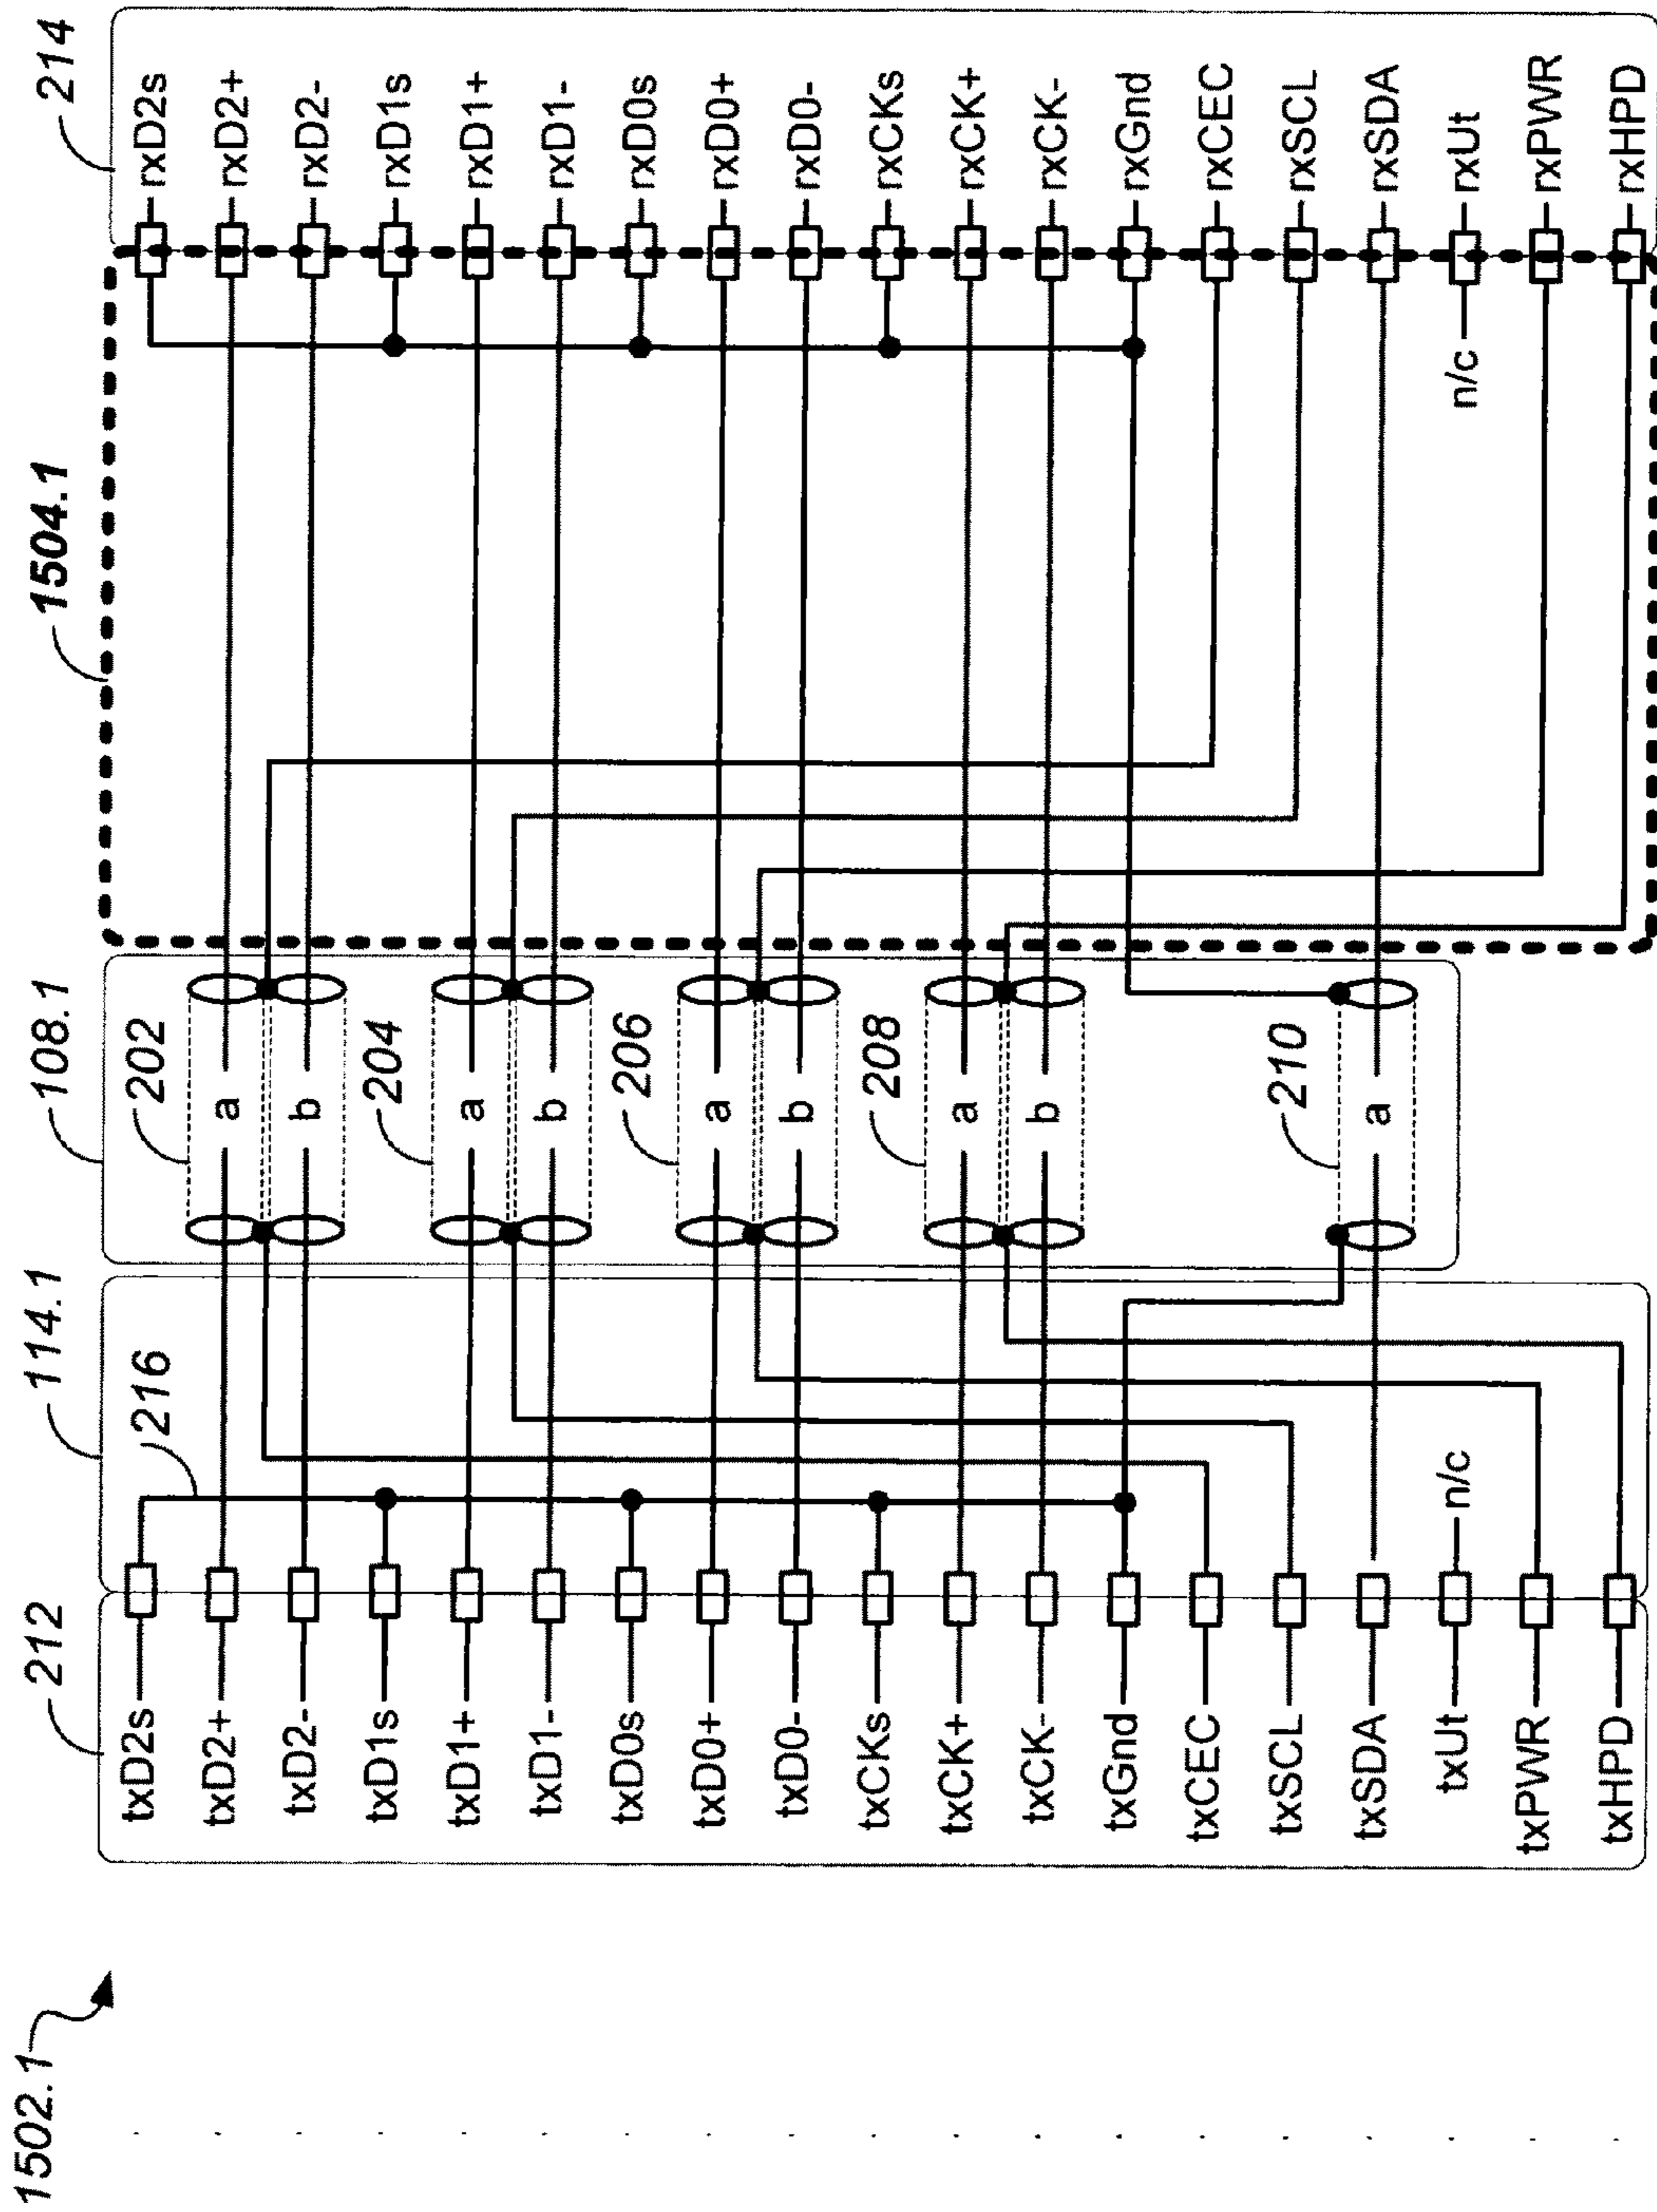 1502.1
212
114.1
108.1
1504.1
214
216
202
204
206
208
210
txD2s
txD2+
txD2-
txD1s
txD1+
txD1-
txD0s
txD0+
txD0-
txCKs
txCK+
txCK-
txGnd
txCEC
txSCL
txSDA
txUt
txPWR
txHPD
n/c
a
b
a
b
a
b
a
b
a
n/c
rxD2s
rxD2+
rxD2-
rxD1s
rxD1+
rxD1-
rxD0s
rxD0+
rxD0-
rxCKs
rxCK+
rxCK-
rxGnd
rxCEC
rxSCL
rxSDA
rxUt
rxPWR
rxHPD